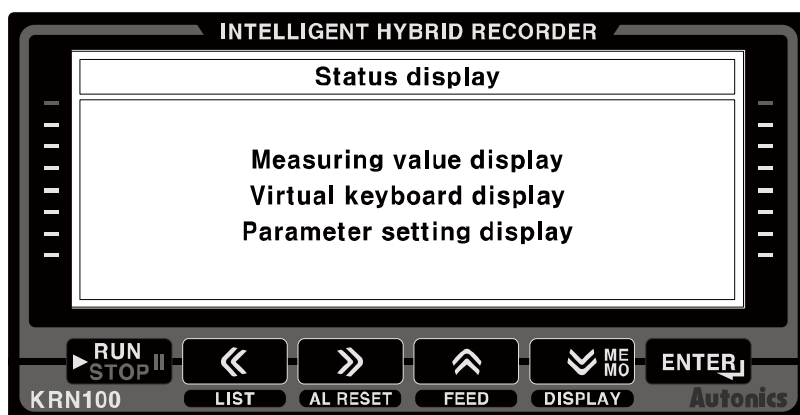 INTELLIGENT HYBRID RECORDER
Status display
Measuring value display
Virtual keyboard display
Parameter setting display
RUN
STOP
ME
MO
ENTER
KRN100
LIST
AL RESET
FEED
DISPLAY
Autonics